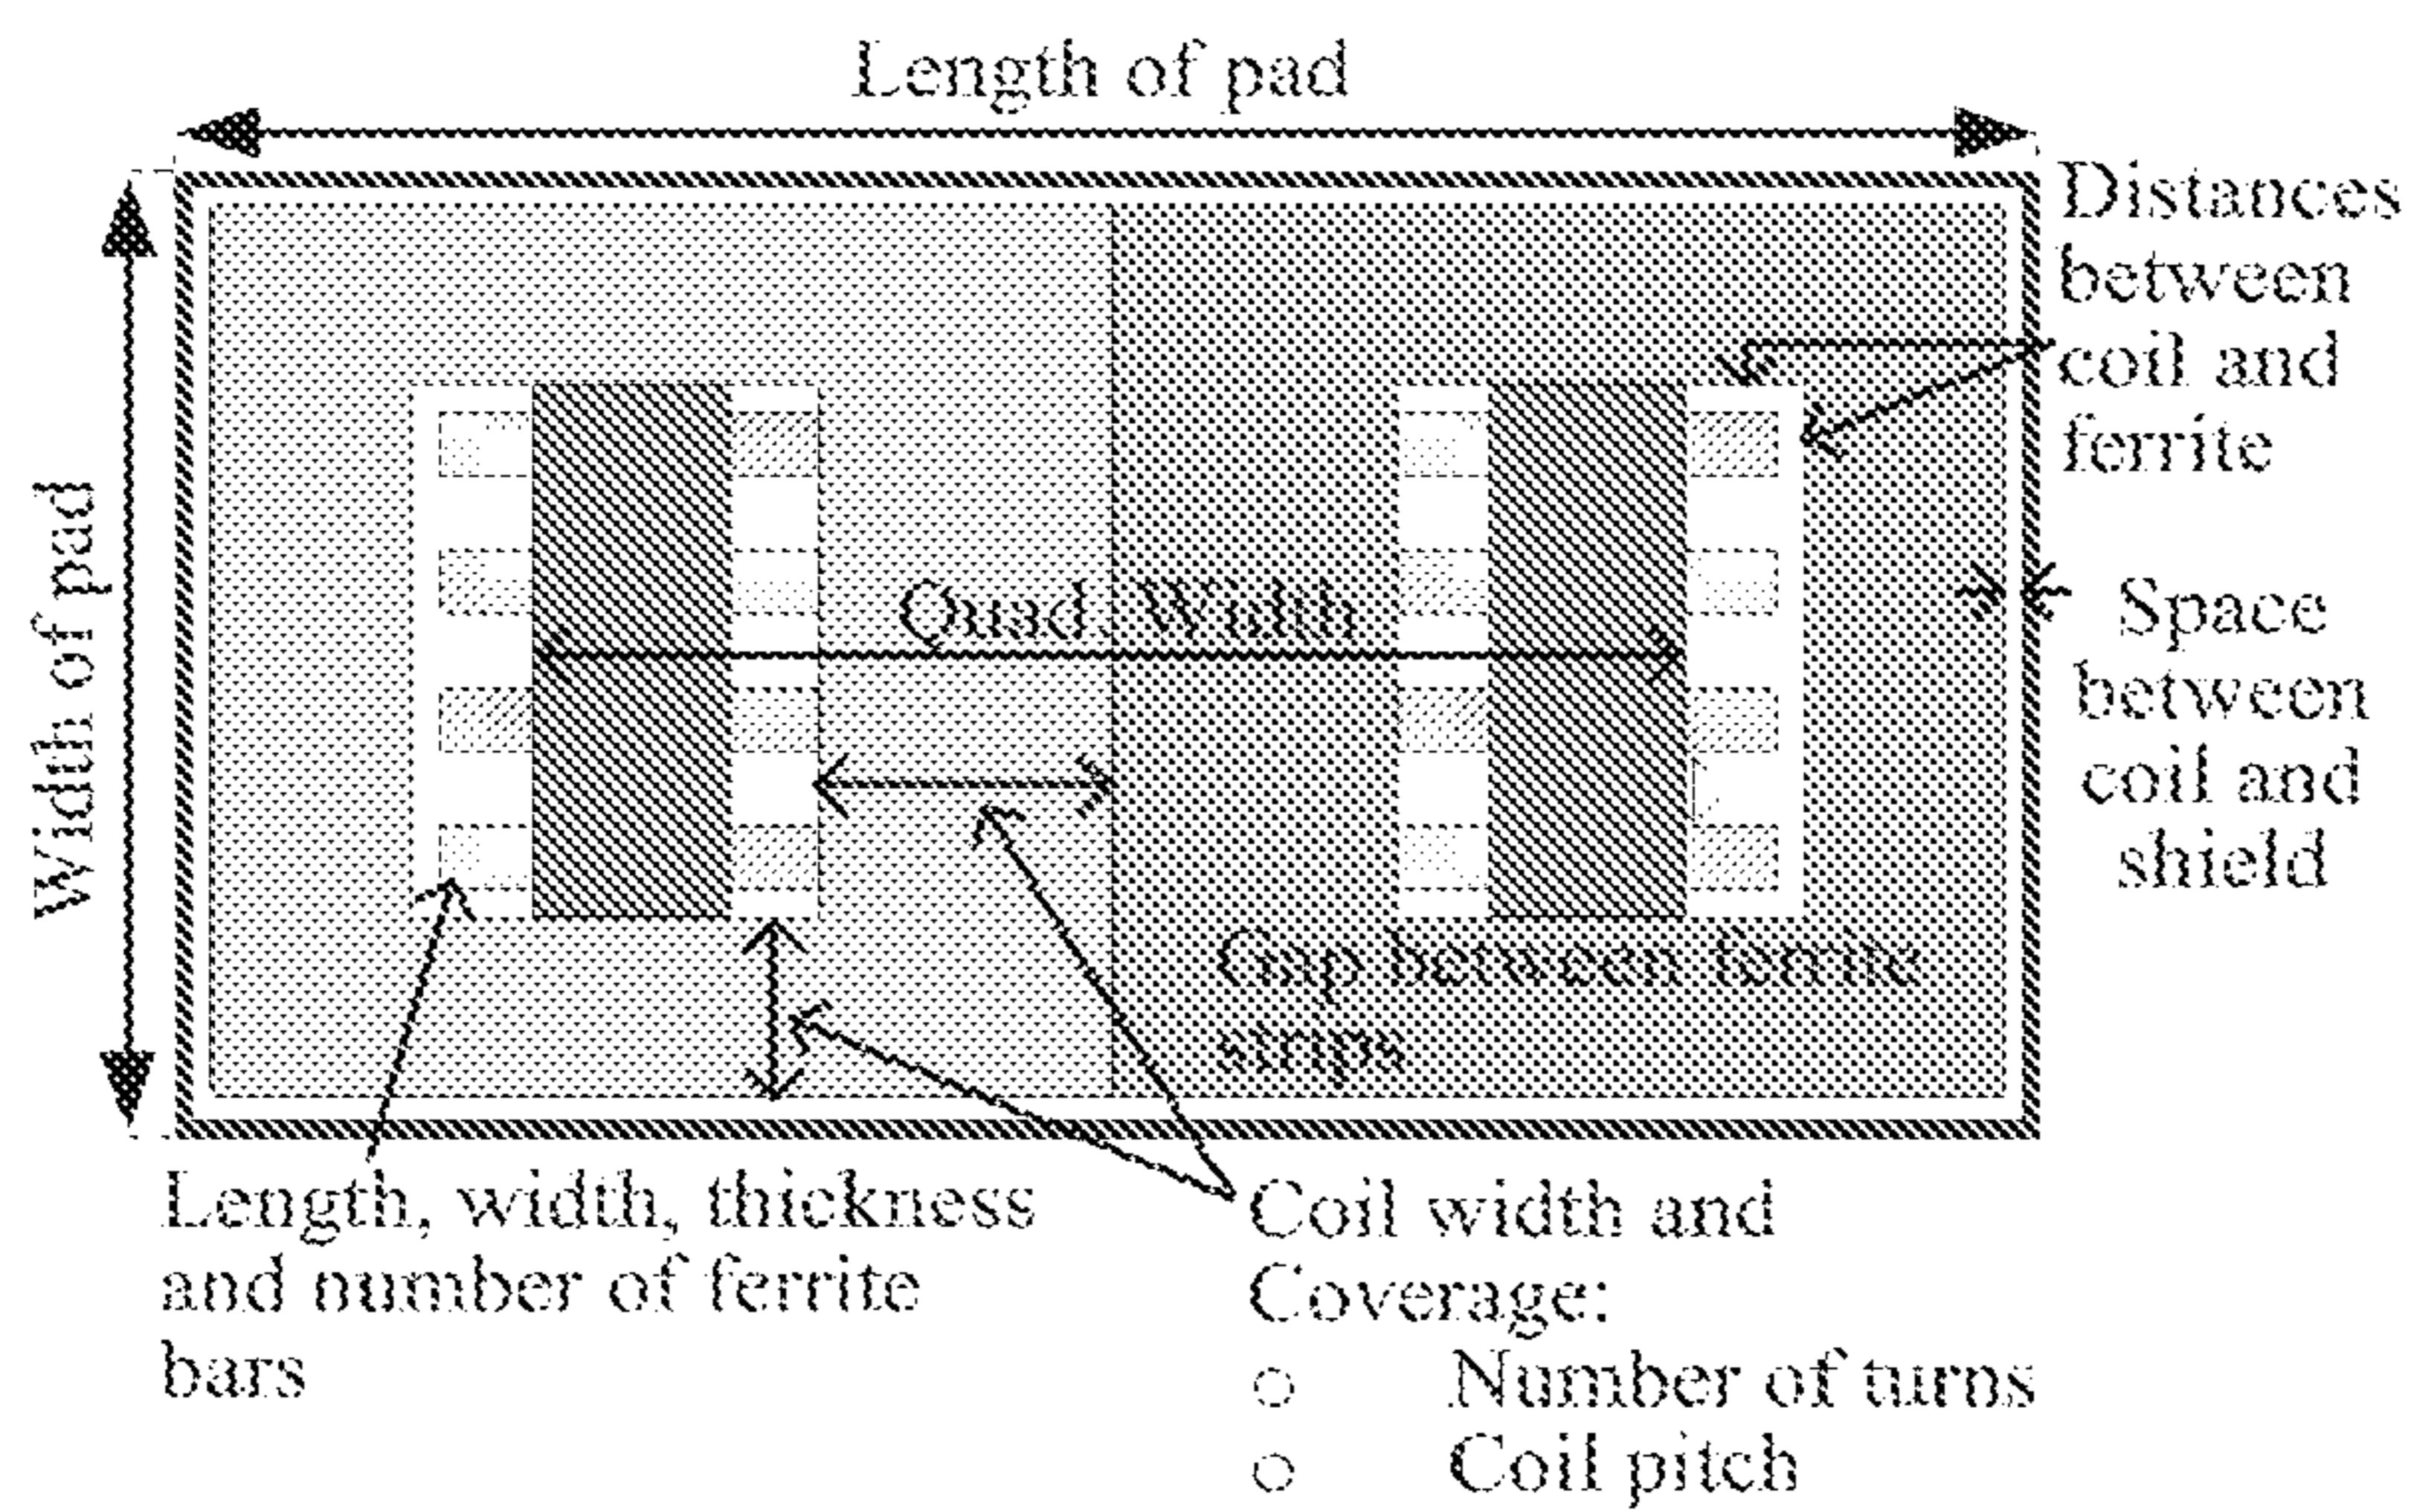 Length of pad
Distances
between
coil and
ferrite
Width of pad
Quad. Width
Space
between
coil and
shield
Gap between ferrite
strips
Length, width, thickness
and number of ferrite
bars
Coil width and
Coverage:
○ Number of turns
○ Coil pitch